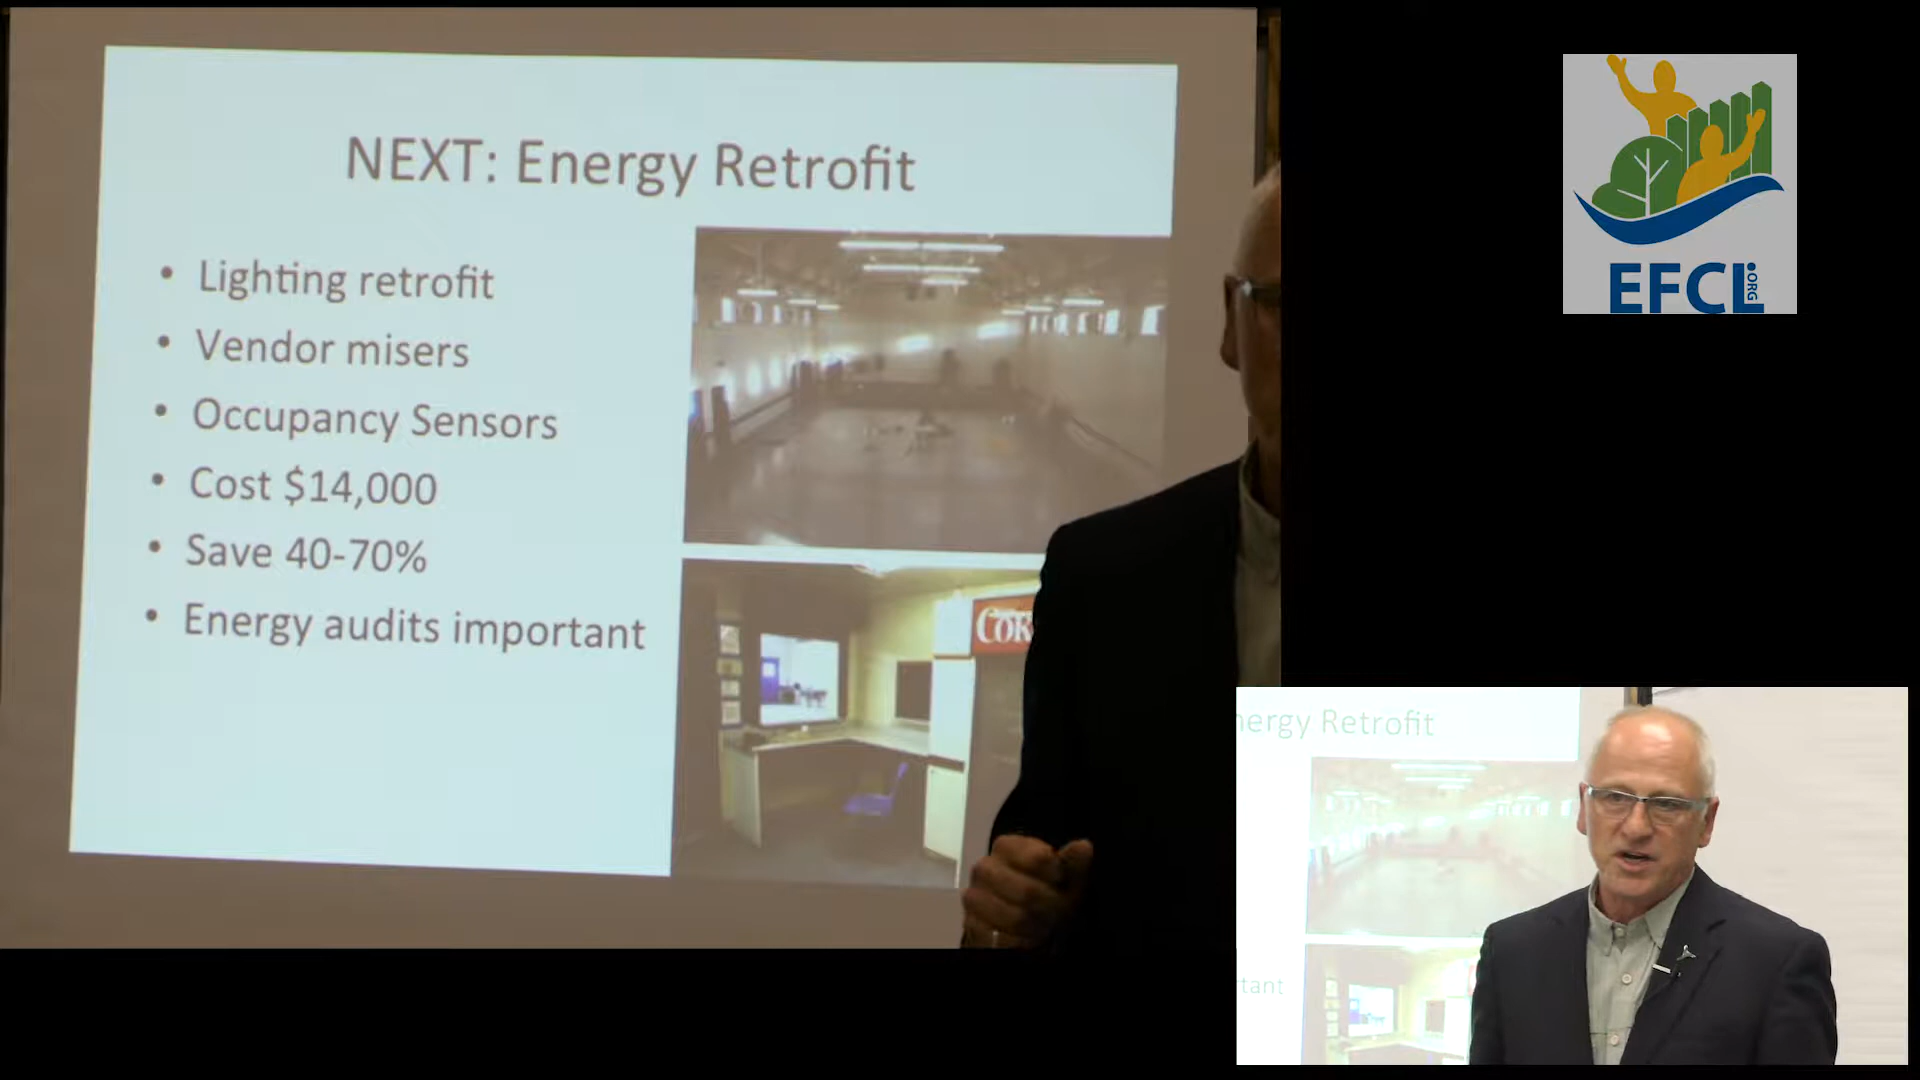 NEXT: Energy Retrofit
• Lighting retrofit
• Vendor misers
• Occupancy Sensors
• Cost $14,000
• Save 40-70%
• Energy audits important
EFCL.ORG
nergy Retrofit
tant